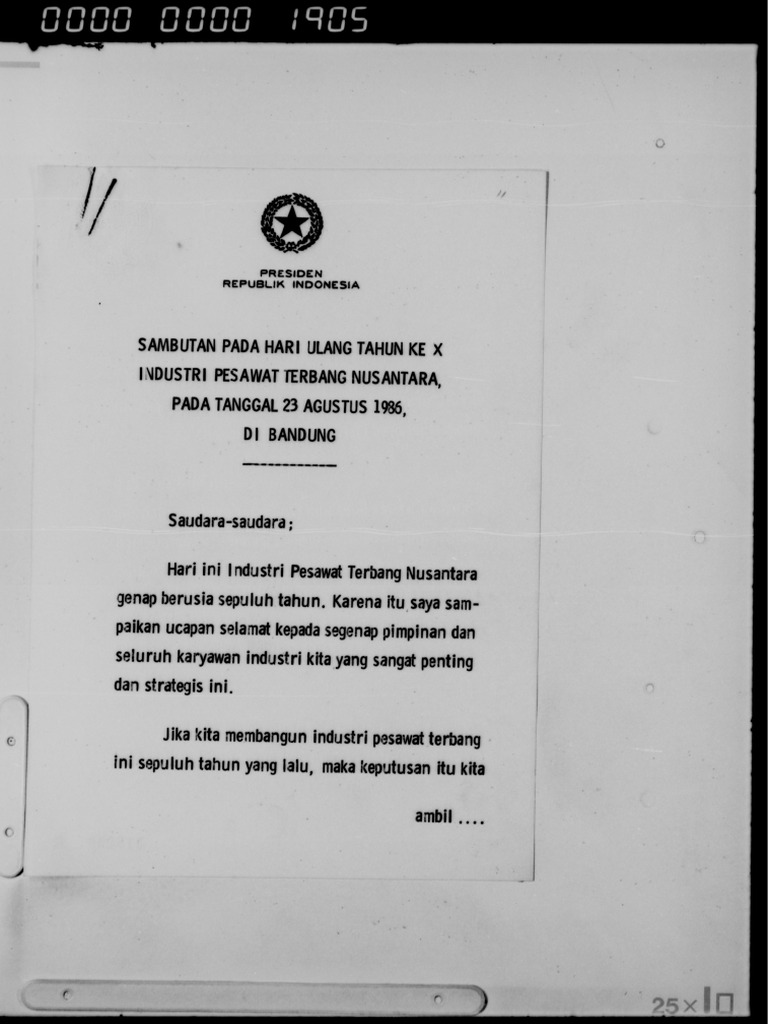 0000 0000 1905
PRESIDEN
REPUBLIK INDONESIA
SAMBUTAN PADA HARI ULANG TAHUN KE X
INDUSTRI PESAWAT TERBANG NUSANTARA,
PADA TANGGAL 23 AGUSTUS 1986,
DI BANDUNG
Saudara-saudara;
Hari ini Industri Pesawat Terbang Nusantara
genap berusia sepuluh tahun. Karena itu saya sam-
paikan ucapan selamat kepada segenap pimpinan dan
seluruh karyawan industri kita yang sangat penting
dan strategis ini.
Jika kita membangun industri pesawat terbang
ini sepuluh tahun yang lalu, maka keputusan itu kita
ambil ....
25x